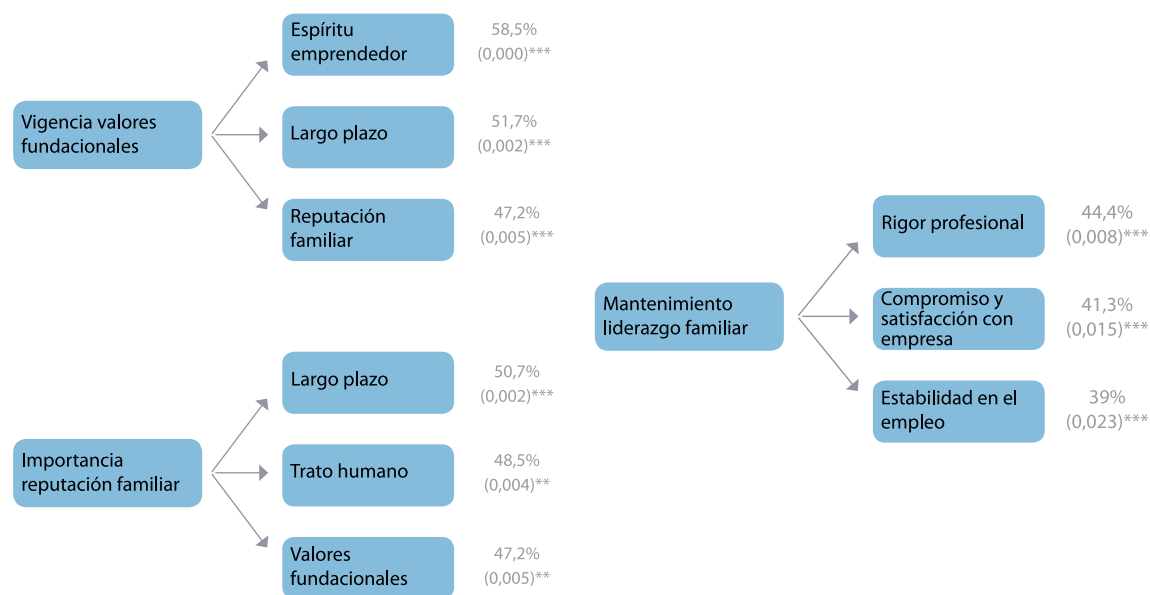 Vigencia valores
fundacionales
Espíritu
emprendedor
58,5%
(0,000)***
Largo plazo
51,7%
(0,002)***
Reputación
familiar
47,2%
(0,005)***
Importancia
reputación familiar
Largo plazo
50,7%
(0,002)***
Trato humano
48,5%
(0,004)**
Valores
fundacionales
47,2%
(0,005)**
Mantenimiento
liderazgo familiar
Rigor profesional
44,4%
(0,008)***
Compromiso y
satisfacción con
empresa
41,3%
(0,015)***
Estabilidad en el
empleo
39%
(0,023)***